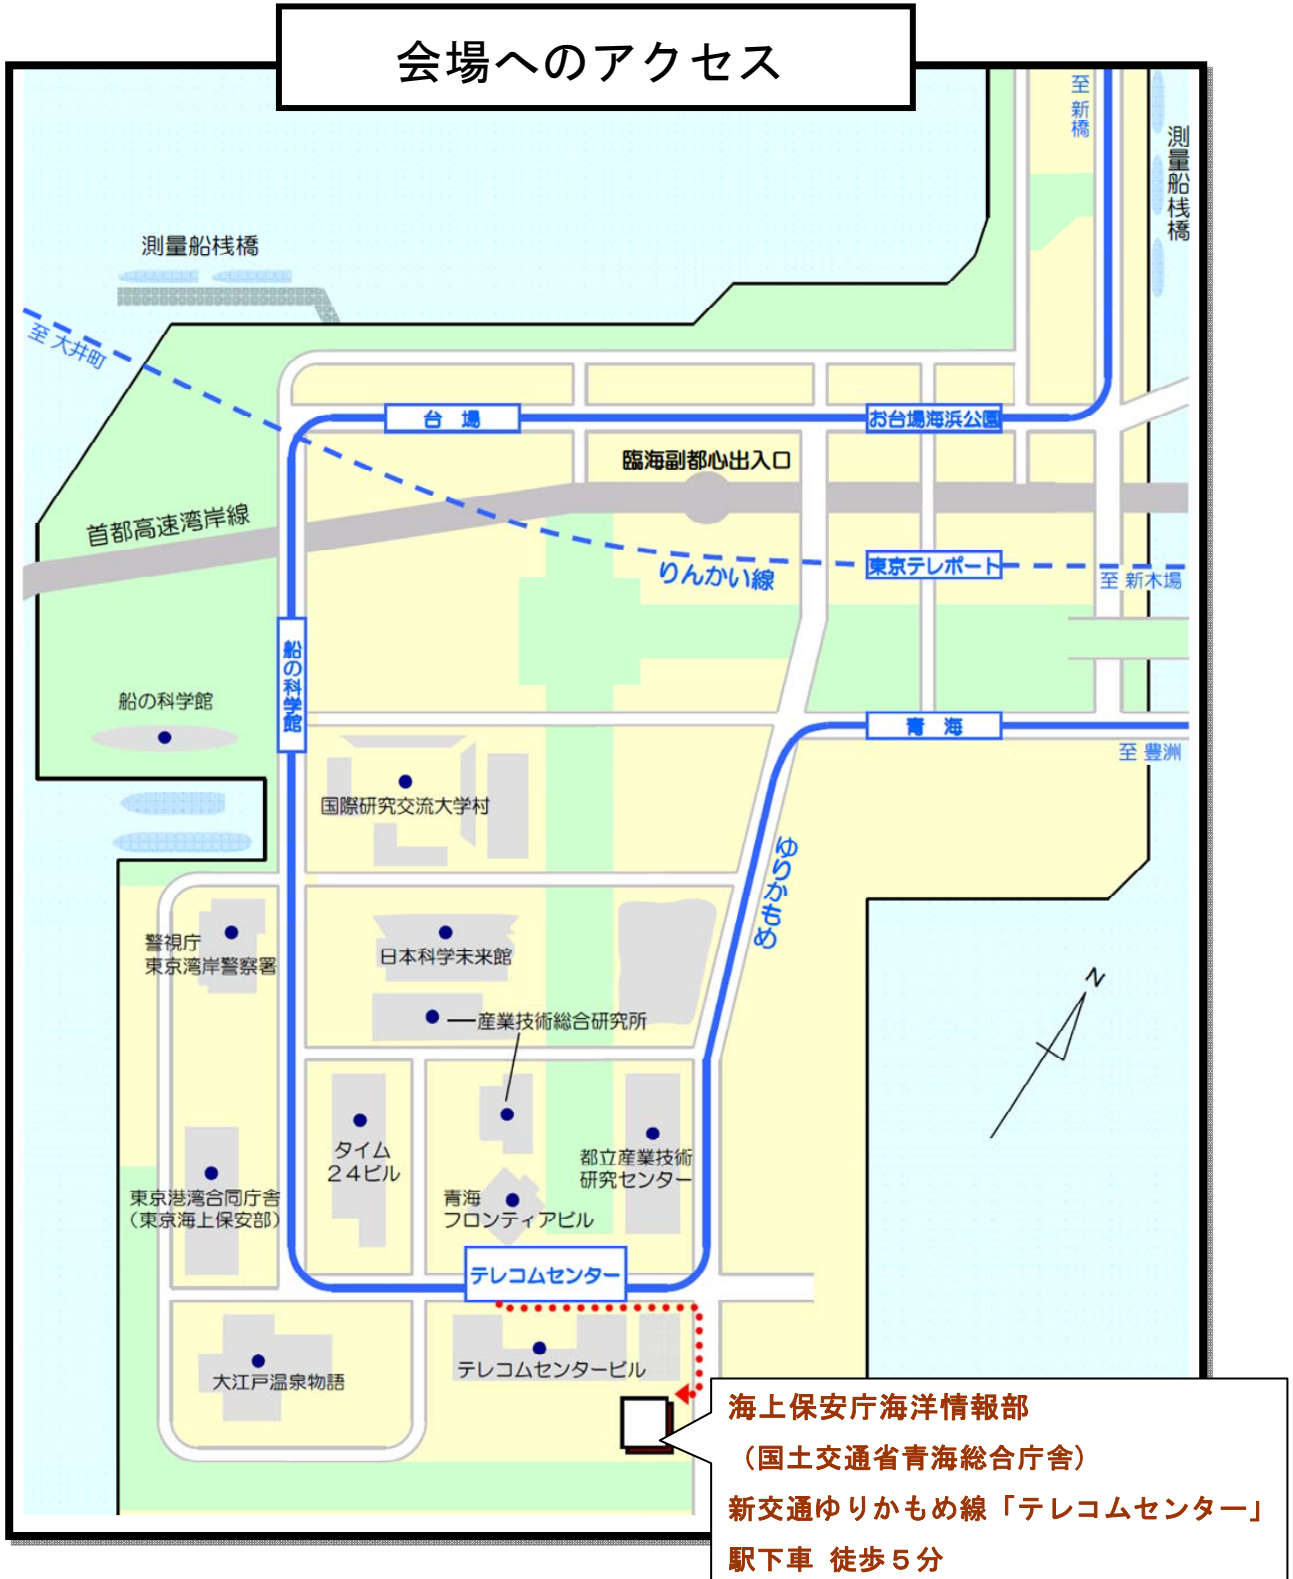 会場へのアクセス
至 新橋
測量船桟橋
測量船桟橋
至 大井町
台 場
お台場海浜公園
臨海副都心出入口
首都高速湾岸線
りんかい線
東京テレポート
至 新木場
船の科学館
船の科学館
青 海
至 豊洲
国際研究交流大学村
ゆりかもめ
警視庁
東京湾岸警察署
日本科学未来館
産業技術総合研究所
N
タイム
24ビル
都立産業技術
研究センター
東京港湾合同庁舎
（東京海上保安部）
青海
フロンティアビル
テレコムセンター
大江戸温泉物語
テレコムセンタービル
海上保安庁海洋情報部
（国土交通省青海総合庁舎）
新交通ゆりかもめ線「テレコムセンター」
駅下車 徒歩５分